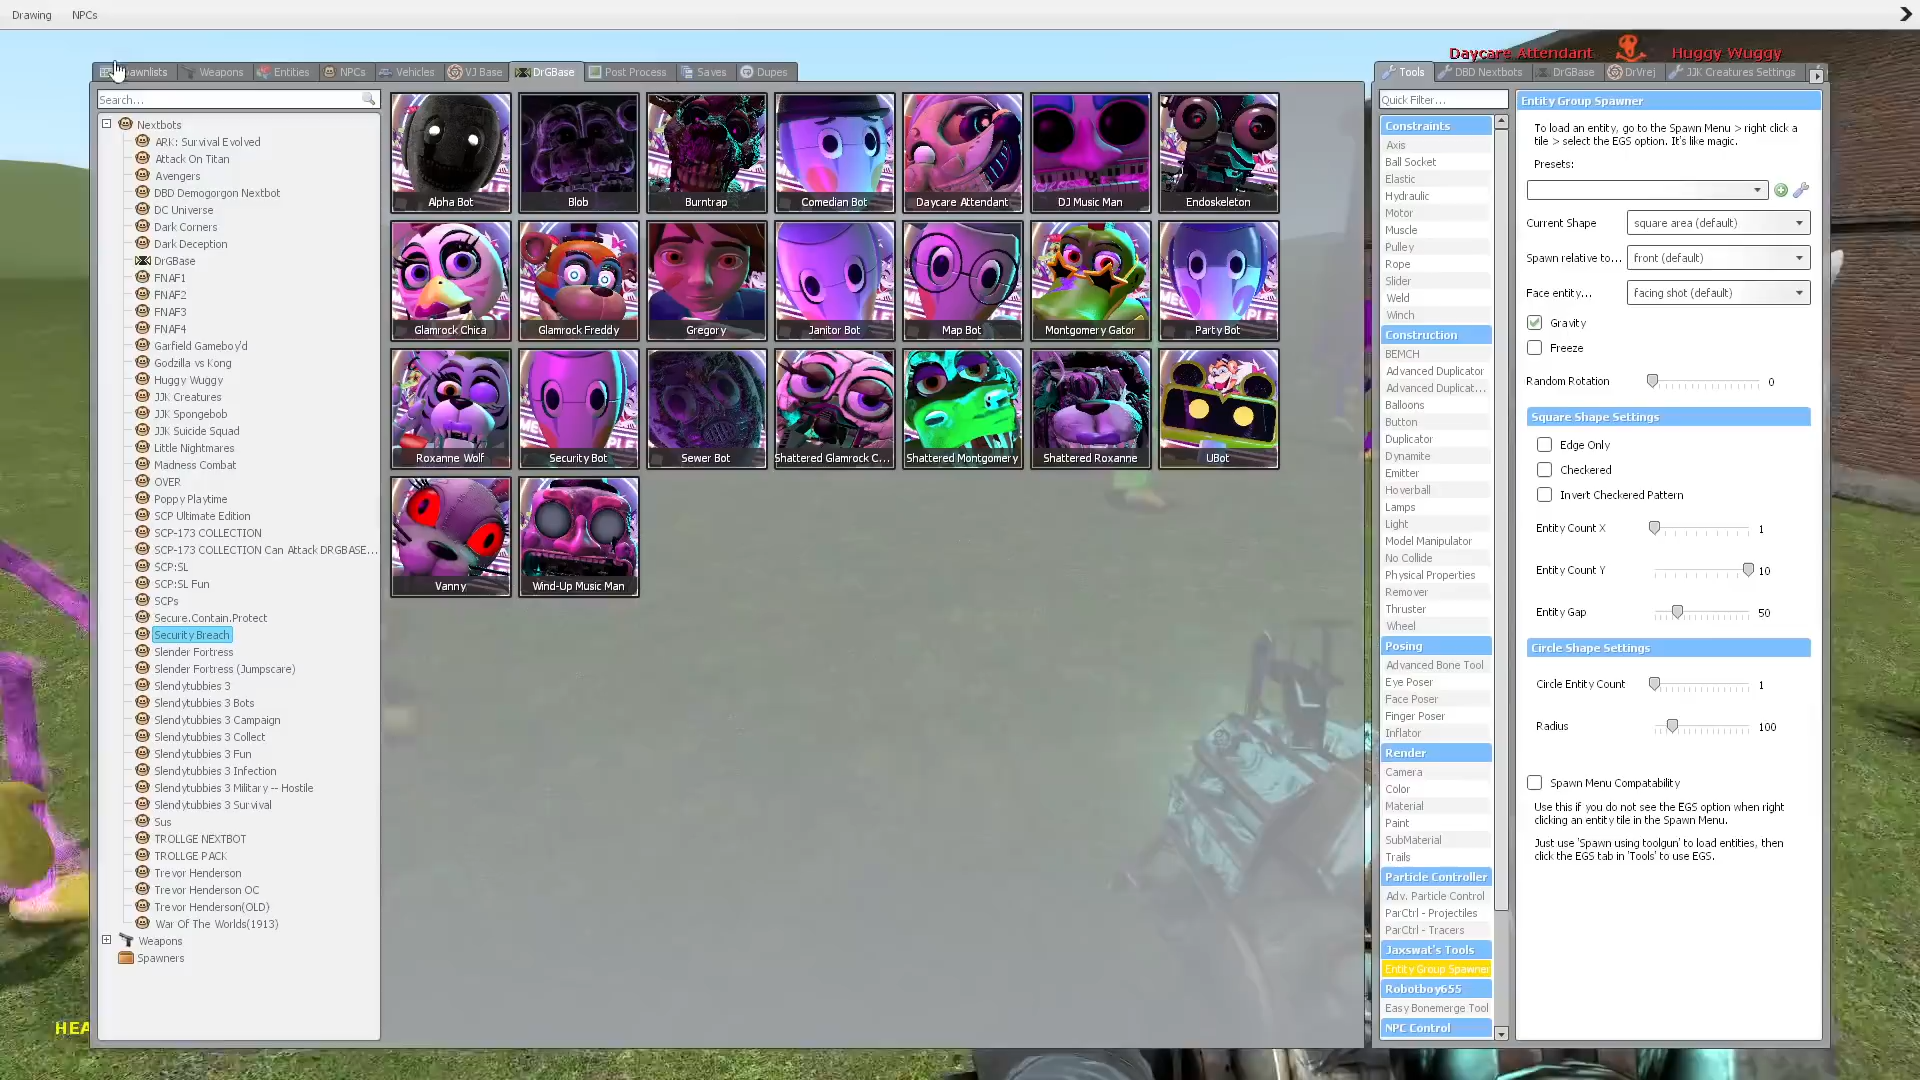 Drawing NPCs
Daycare Attendant Huggy Wuggy
wnlists Weapons Entities NPCs Vehicles VJ Base DrGBase Post Process Saves Dupes
Tools DBD Nextbots DrGBase DrVrej JJK Creatures Settings
Search...
Nextbots
ARK: Survival Evolved
Attack On Titan
Avengers
DBD Demogorgon Nextbot
DC Universe
Dark Corners
Dark Deception
DrGBase
FNAF1
FNAF2
FNAF3
FNAF4
Garfield Gameboy'd
Godzilla vs Kong
Huggy Wuggy
JJK Creatures
JJK Spongebob
JJK Suicide Squad
Little Nightmares
Madness Combat
OVER
Poppy Playtime
SCP Ultimate Edition
SCP-173 COLLECTION
SCP-173 COLLECTION Can Attack DRGBASE...
SCP:SL
SCP:SL Fun
SCPs
Secure.Contain.Protect
Security Breach
Slender Fortress
Slender Fortress (Jumpscare)
Slendytubbies 3
Slendytubbies 3 Bots
Slendytubbies 3 Campaign
Slendytubbies 3 Collect
Slendytubbies 3 Fun
Slendytubbies 3 Infection
Slendytubbies 3 Military -- Hostile
Slendytubbies 3 Survival
Sus
TROLLGE NEXTBOT
TROLLGE PACK
Trevor Henderson
Trevor Henderson OC
Trevor Henderson(OLD)
War Of The Worlds(1913)
Weapons
Spawners
HEA
Alpha Bot Blob Burntrap Comedian Bot Daycare Attendant DJ Music Man Endoskeleton
Glamrock Chica Glamrock Freddy Gregory Janitor Bot Map Bot Montgomery Gator Party Bot
Roxanne Wolf Security Bot Sewer Bot Shattered Glamrock C... Shattered Montgomery Shattered Roxanne UBot
Vanny Wind-Up Music Man
Quick Filter...
Constraints
Axis
Ball Socket
Elastic
Hydraulic
Motor
Muscle
Pulley
Rope
Slider
Weld
Winch
Construction
BEMCH
Advanced Duplicator
Advanced Duplicat...
Balloons
Button
Duplicator
Dynamite
Emitter
Hoverball
Lamps
Light
Model Manipulator
No Collide
Physical Properties
Remover
Thruster
Wheel
Posing
Advanced Bone Tool
Eye Poser
Face Poser
Finger Poser
Inflator
Render
Camera
Color
Material
Paint
SubMaterial
Trails
Particle Controller
Adv. Particle Control
ParCtrl - Projectiles
ParCtrl - Tracers
Jaxswat's Tools
Entity Group Spawner
Robotboy655
Easy Bonemerge Tool
NPC Control
Entity Group Spawner
To load an entity, go to the Spawn Menu > right click a
tile > select the EGS option. It's like magic.
Presets:
Current Shape square area (default)
Spawn relative to... front (default)
Face entity... facing shot (default)
Gravity
Freeze
Random Rotation 0
Square Shape Settings
Edge Only
Checkered
Invert Checkered Pattern
Entity Count X 1
Entity Count Y 10
Entity Gap 50
Circle Shape Settings
Circle Entity Count 1
Radius 100
Spawn Menu Compatability
Use this if you do not see the EGS option when right
clicking an entity tile in the Spawn Menu.
Just use 'Spawn using toolgun' to load entities, then
click the EGS tab in 'Tools' to use EGS.